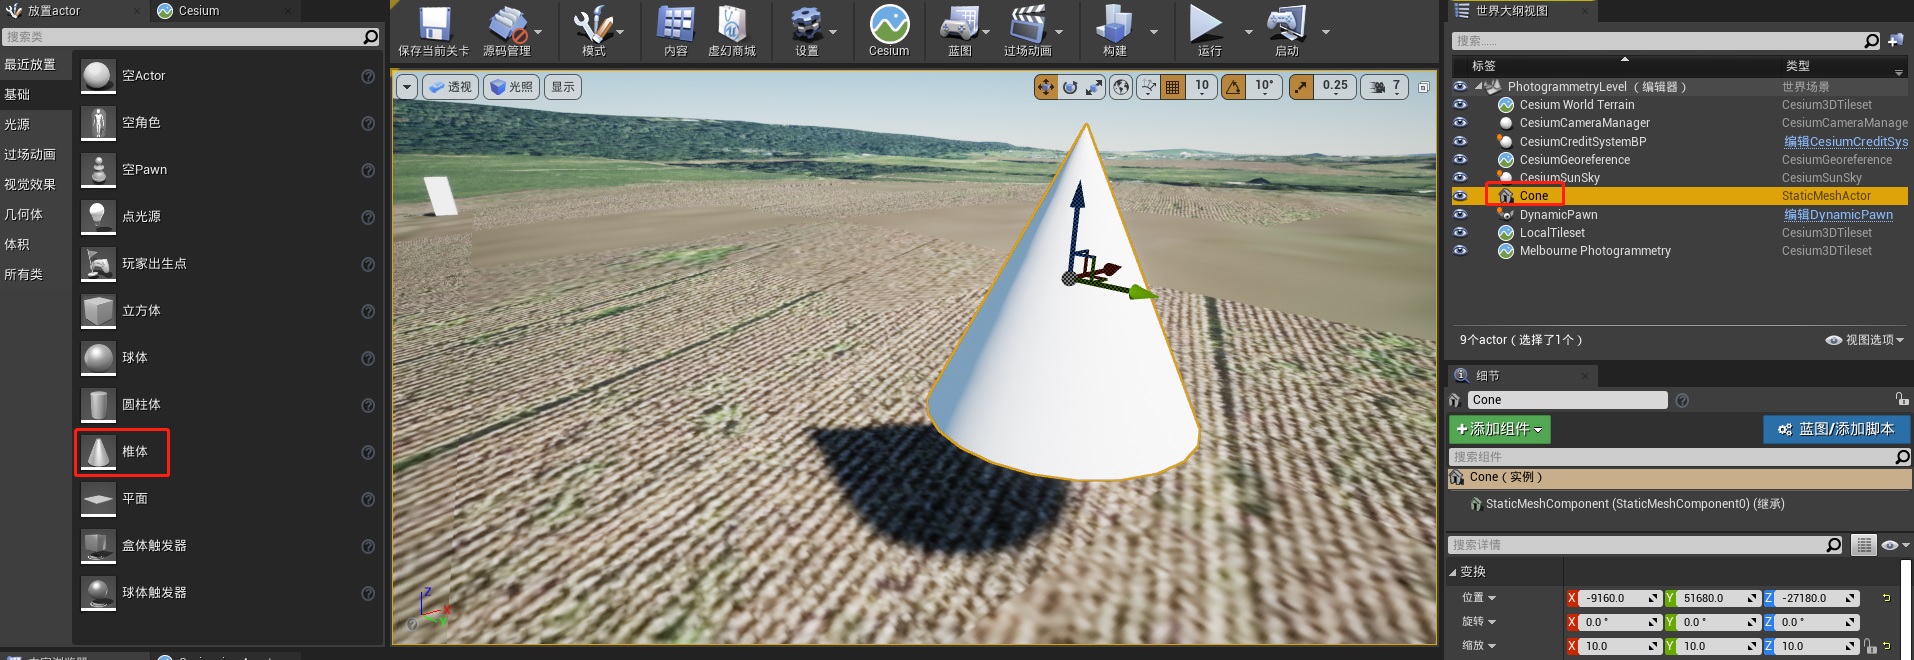 放置actor
Cesium
搜索类
最近放置
基础
光源
过场动画
视觉效果
几何体
体积
所有类
空Actor
空角色
空Pawn
点光源
玩家出生点
立方体
球体
圆柱体
椎体
平面
盒体触发器
球体触发器
保存当前关卡
源码管理
模式
内容
虚幻商城
设置
Cesium
蓝图
过场动画
构建
运行
启动
透视
光照
显示
10
10°
0.25
7
Z
X
Y
世界大纲视图
搜索......
标签 类型
PhotogrammetryLevel（编辑器） 世界场景
Cesium World Terrain Cesium3DTileset
CesiumCameraManager CesiumCameraManage
CesiumCreditSystemBP 编辑CesiumCreditSys
CesiumGeoreference CesiumGeoreference
CesiumSunSky CesiumSunSky
Cone StaticMeshActor
DynamicPawn 编辑DynamicPawn
LocalTileset Cesium3DTileset
Melbourne Photogrammetry Cesium3DTileset
9个actor（选择了1个） 视图选项
细节
Cone
+添加组件 蓝图/添加脚本
搜索组件
Cone（实例）
StaticMeshComponent (StaticMeshComponent0) (继承)
搜索详情
变换
位置 X -9160.0 Y 51680.0 Z -27180.0
旋转 X 0.0 ° Y 0.0 ° Z 0.0 °
缩放 X 10.0 Y 10.0 Z 10.0